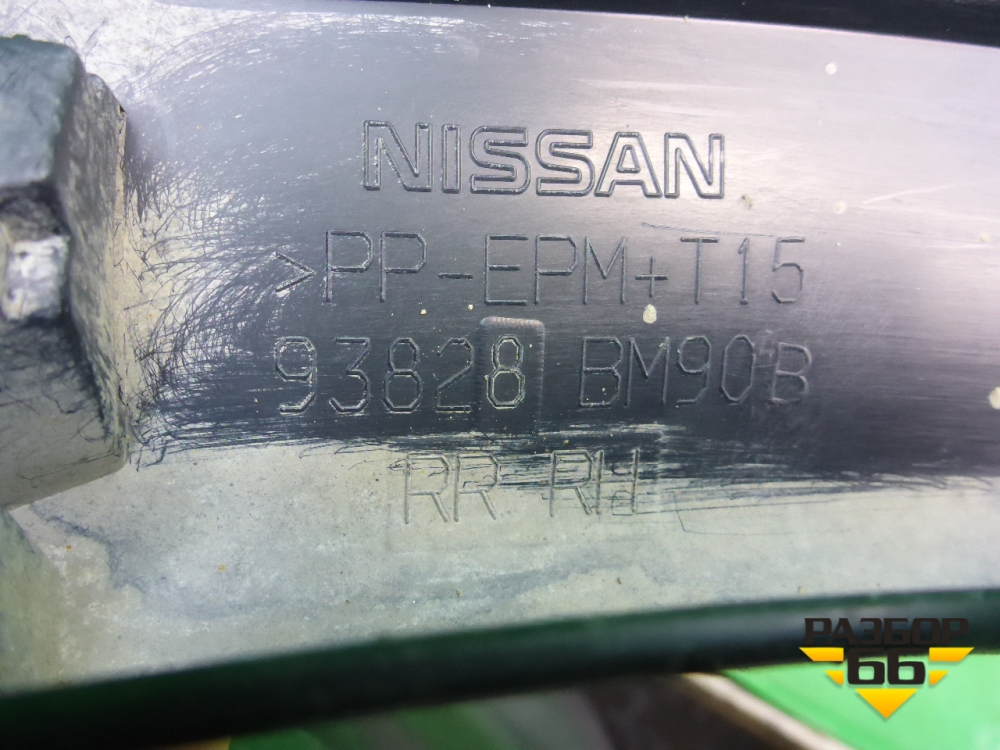 NISSAN
>PP-EPM+T15
93828 BM90B
RR RH
РАЗБОР
66